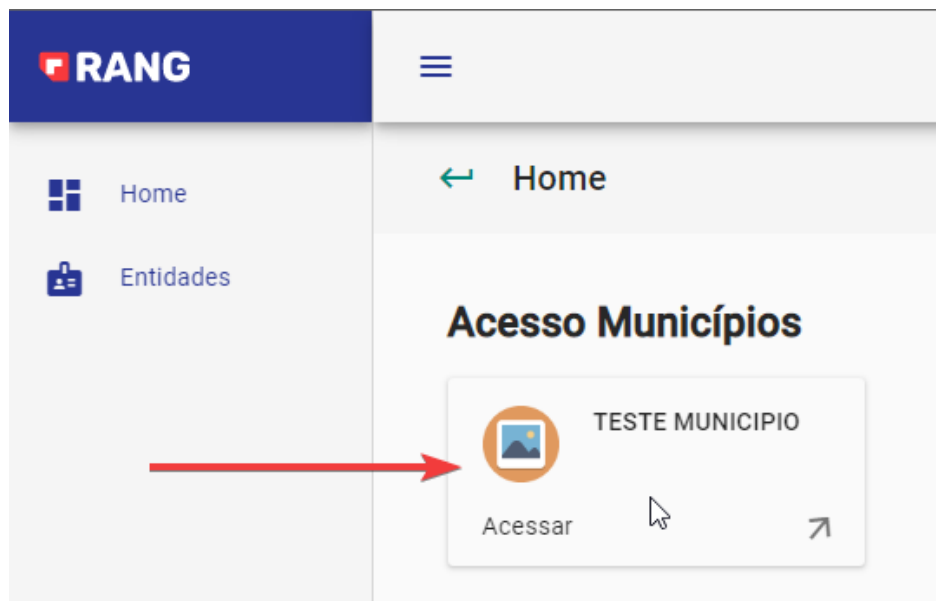 RANG
Home
Home
Entidades
Acesso Municípios
TESTE MUNICIPIO
Acessar